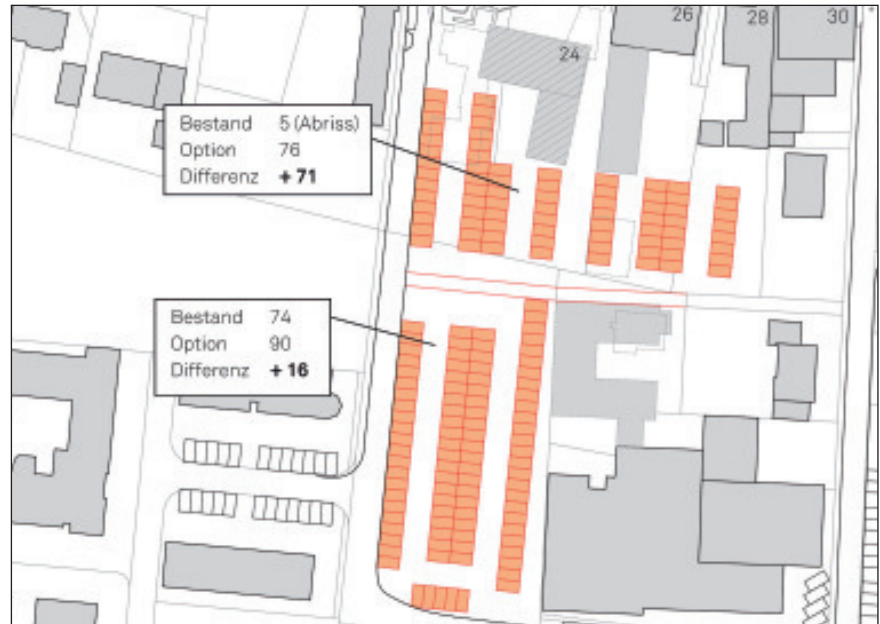 26
28
30
24
Bestand 5 (Abriss)
Option 76
Differenz + 71
Bestand 74
Option 90
Differenz + 16